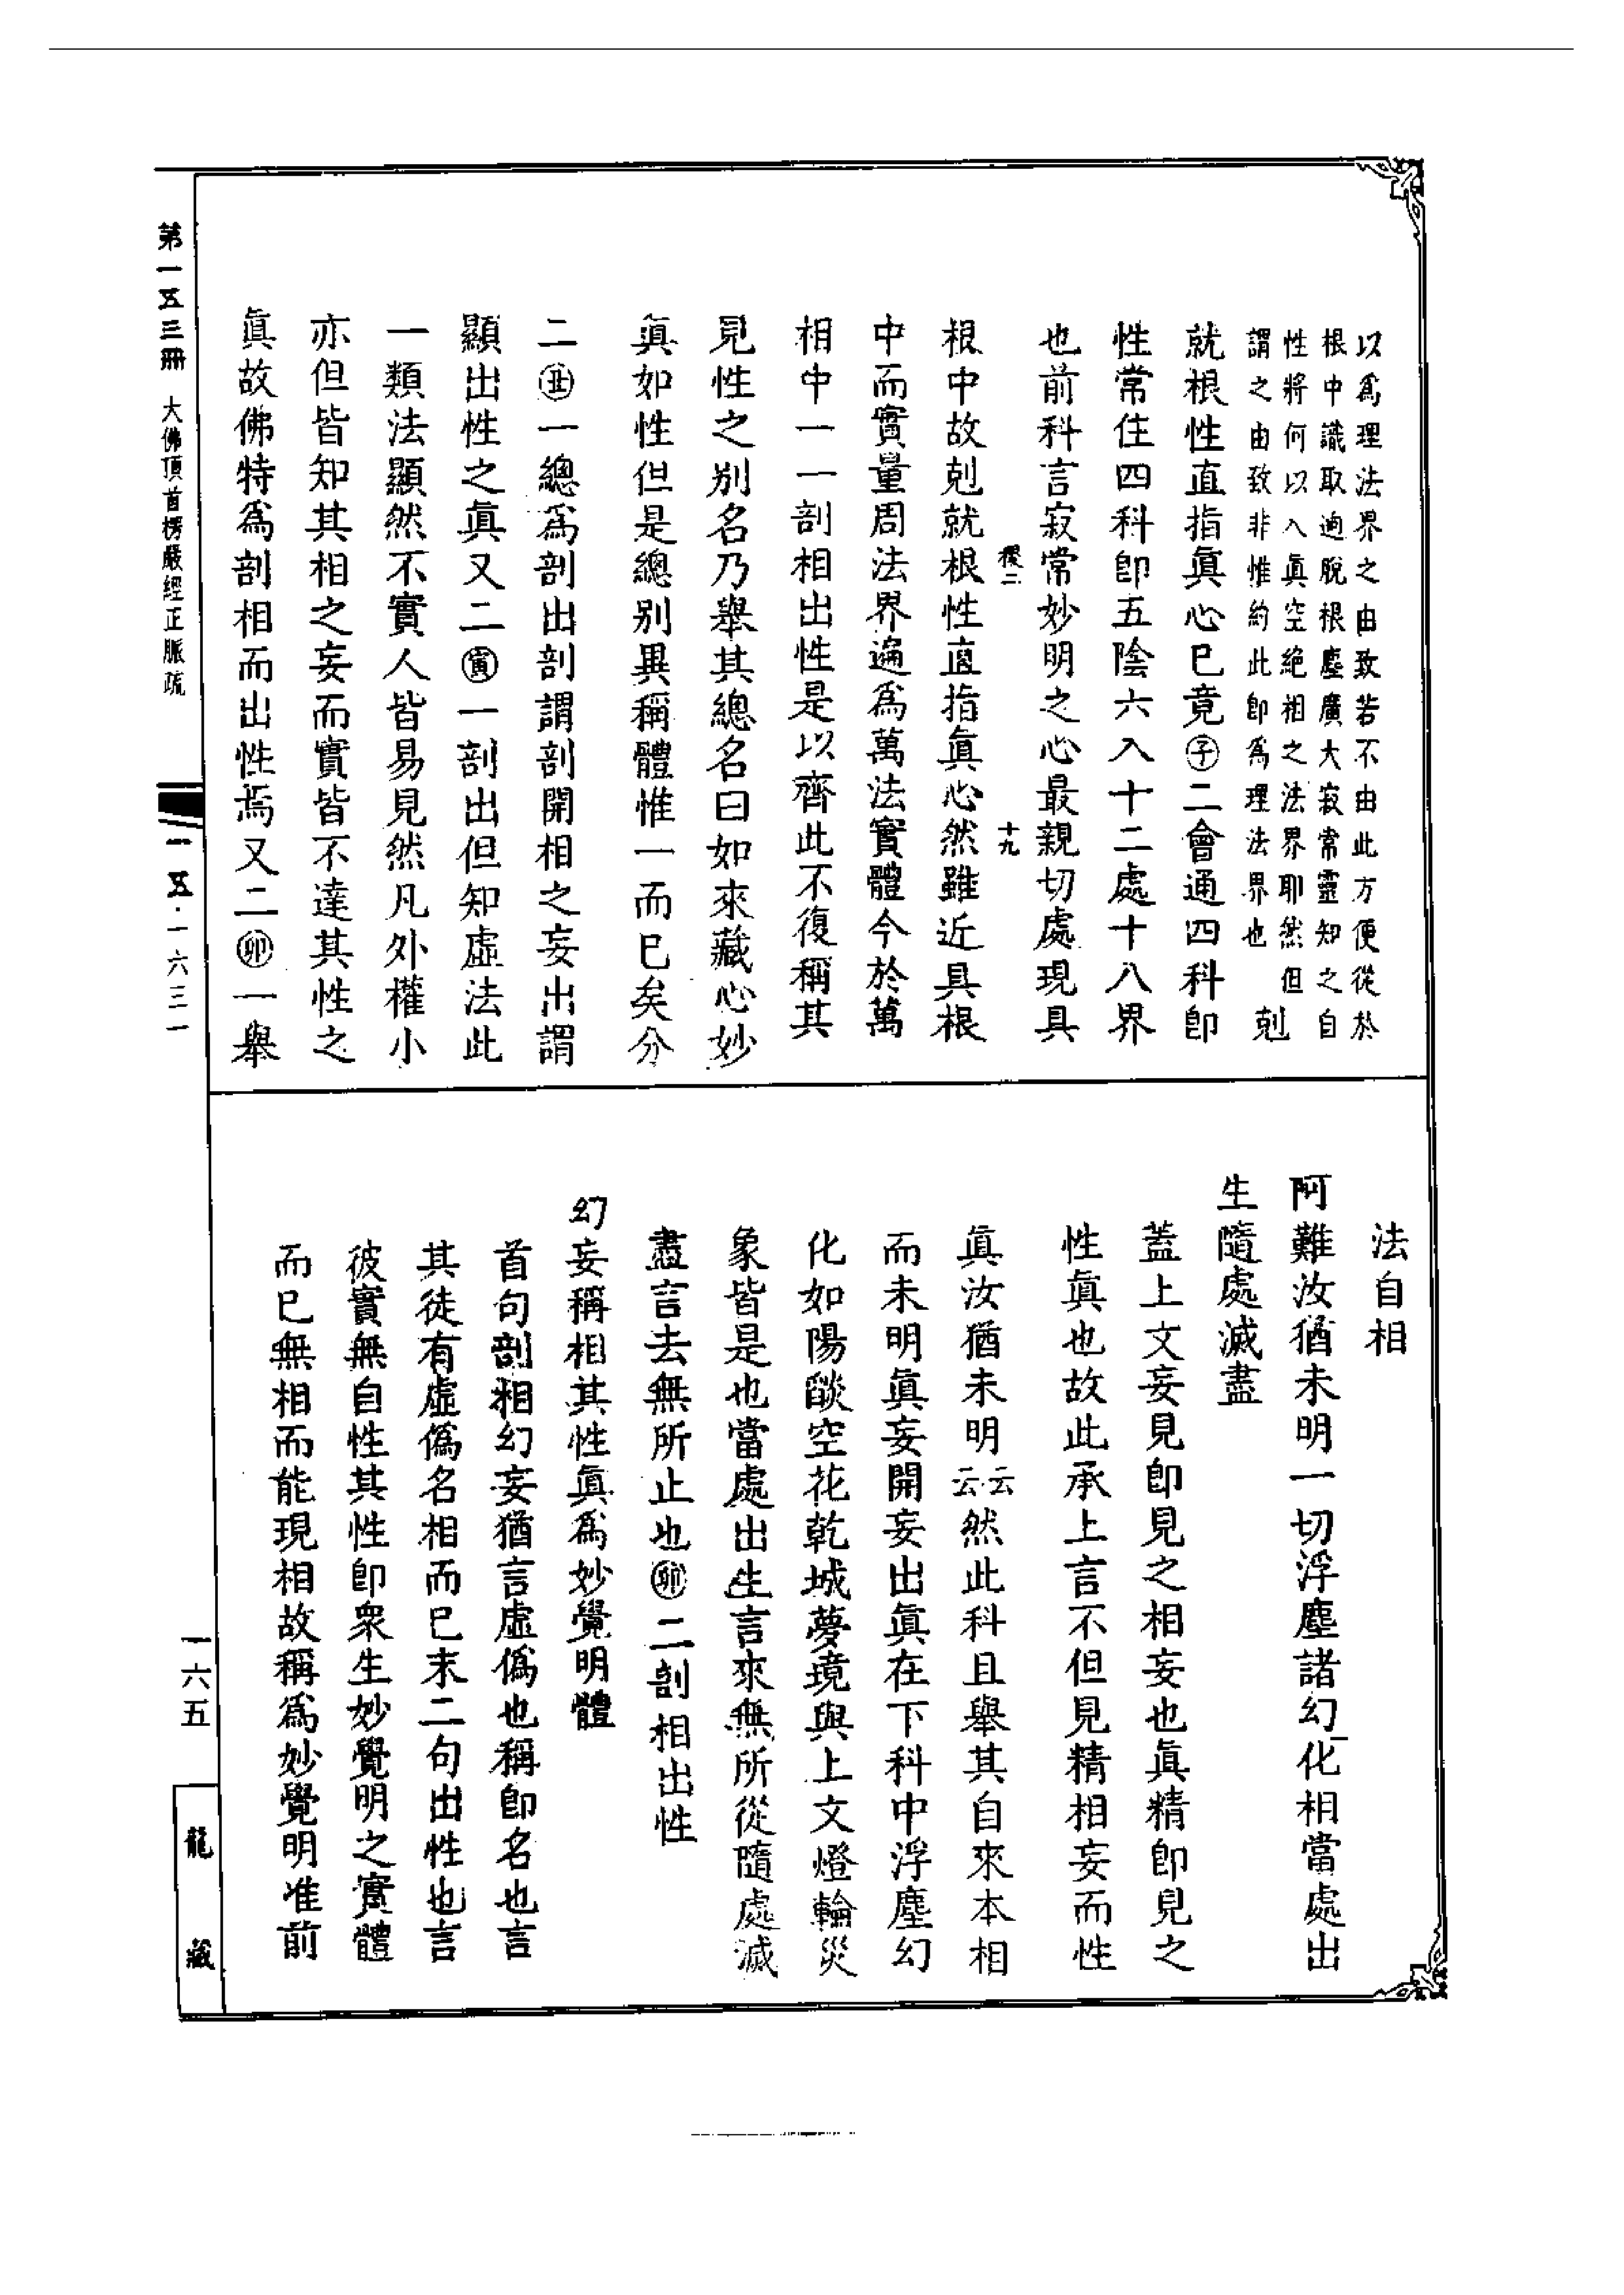 以爲理法界之由致若不由此方便從於
根中識取逈脫根塵廣大寂常靈知之自
性將何以入眞空絕相之法界耶然但
謂之由致非惟約此卽爲理法界也 剋
就根性直指眞心已竟㊛子二會通四科卽
性常住四科卽五陰六入十二處十八界
也前科言寂常妙明之心最親切處現具
稷二 十九
根中故剋就根性直指眞心然雖近具根
中而實量周法界遍爲萬法實體今於萬
相中一一剖相出性是以齊此不復稱其
見性之別名乃舉其總名曰如來藏心妙
眞如性但是總別異稱體惟一而已矣分
二丑一總爲剖出剖謂剖開相之妄出謂
顯出性之眞又二寅一剖出但知虛法此
一類法顯然不實人皆易見然凡外權小
亦但皆知其相之妄而實皆不達其性之
眞故佛特爲剖相而出性焉又二卯一舉
法自相
阿難汝猶未明一切浮塵諸幻化相當處出
生隨處滅盡
蓋上文妄見卽見之相妄也眞精卽見之
性眞也故此承上言不但見精相妄而性
眞汝猶未明云云然此科且舉其自來本相
而未明眞妄開妄出眞在下科中浮塵幻
化如陽燄空花乾城夢境與上文燈輪災
象皆是也當處出生言來無所從隨處滅
盡言去無所止也卯二剖相出性
幻妄稱相其性眞爲妙覺明體
首句剖相幻妄猶言虛僞也稱卽名也言
其徒有虛僞名相而已末二句出性也言
彼實無自性其性卽衆生妙覺明之實體
而已無相而能現相故稱爲妙覺明准前
第一五三冊 大佛頂首楞嚴經正脈疏
一五·一六三一
一六五
龍藏